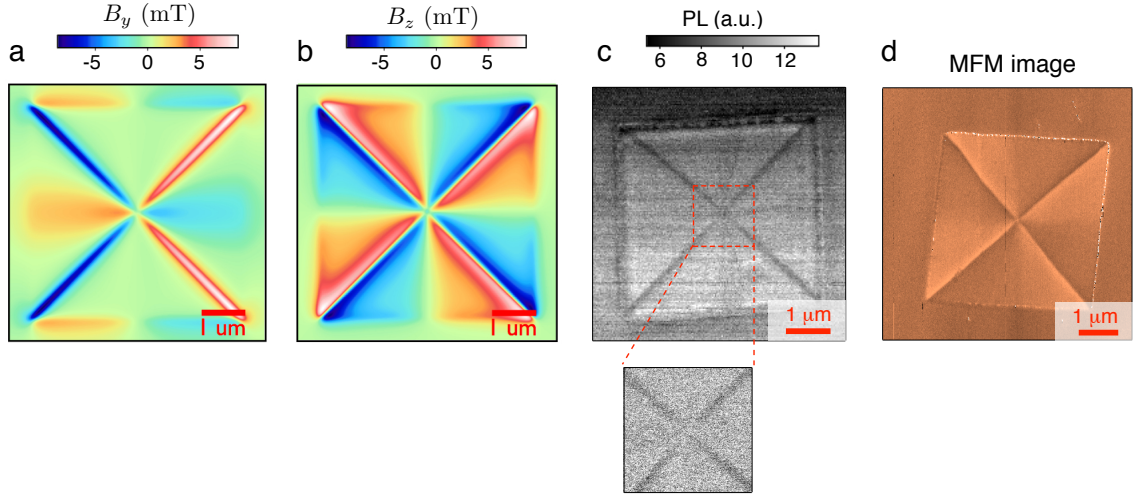 a
B_y (mT)
-5 0 5
1 um
b
B_z (mT)
-5 0 5
1 um
c
PL (a.u.)
6 8 10 12
1 μm
d
MFM image
1 μm